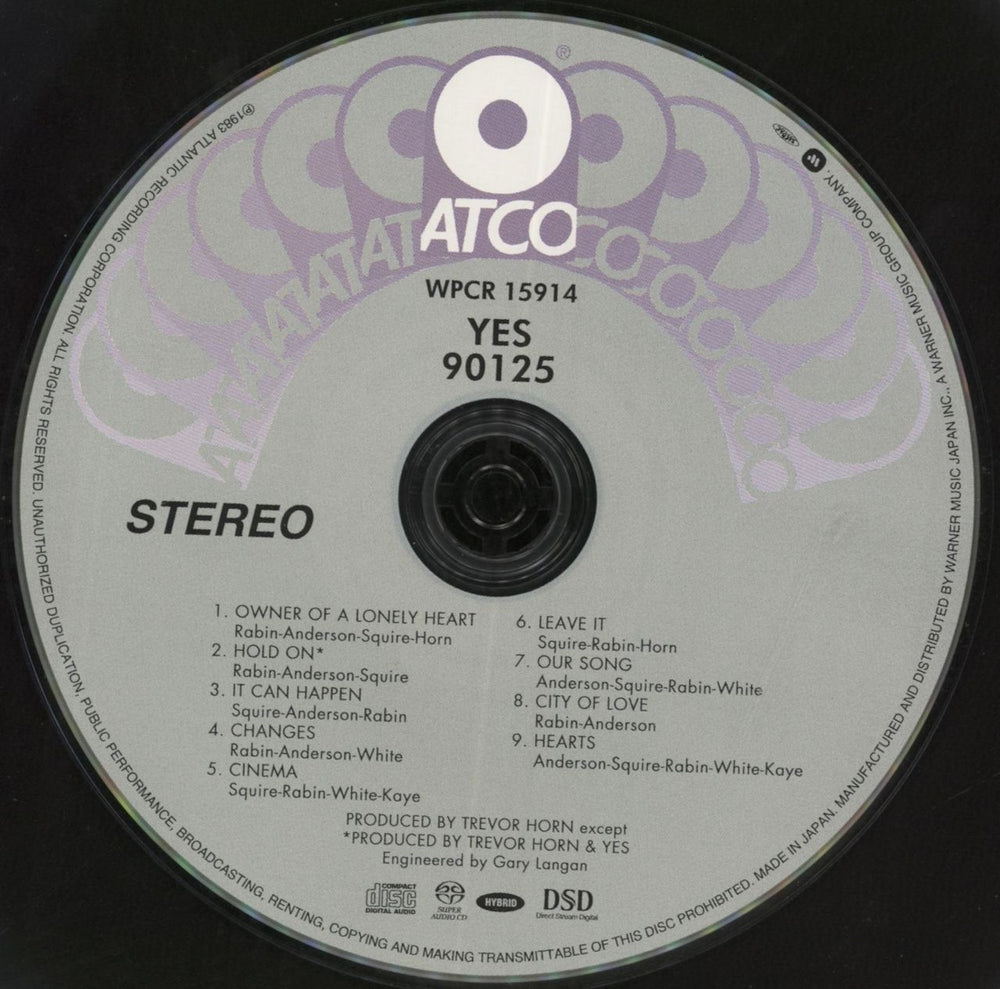 ®
ATCO
WPCR 15914
YES
90125
STEREO
1. OWNER OF A LONELY HEART
Rabin-Anderson-Squire-Horn
2. HOLD ON*
Rabin-Anderson-Squire
3. IT CAN HAPPEN
Squire-Anderson-Rabin
4. CHANGES
Rabin-Anderson-White
5. CINEMA
Squire-Rabin-White-Kaye
6. LEAVE IT
Squire-Rabin-Horn
7. OUR SONG
Anderson-Squire-Rabin-White
8. CITY OF LOVE
Rabin-Anderson
9. HEARTS
Anderson-Squire-Rabin-White-Kaye
PRODUCED BY TREVOR HORN except
*PRODUCED BY TREVOR HORN & YES
Engineered by Gary Langan
COMPACT disc DIGITAL AUDIO
SUPER AUDIO CD
HYBRID
DSD
Direct Stream Digital
℗1983 ATLANTIC RECORDING CORPORATION. ALL RIGHTS RESERVED. UNAUTHORIZED DUPLICATION, PUBLIC PERFORMANCE, BROADCASTING, RENTING, COPYING AND MAKING TRANSMITTABLE OF THIS DISC PROHIBITED. MADE IN JAPAN. MANUFACTURED AND DISTRIBUTED BY WARNER MUSIC JAPAN INC., A WARNER MUSIC GROUP COMPANY.